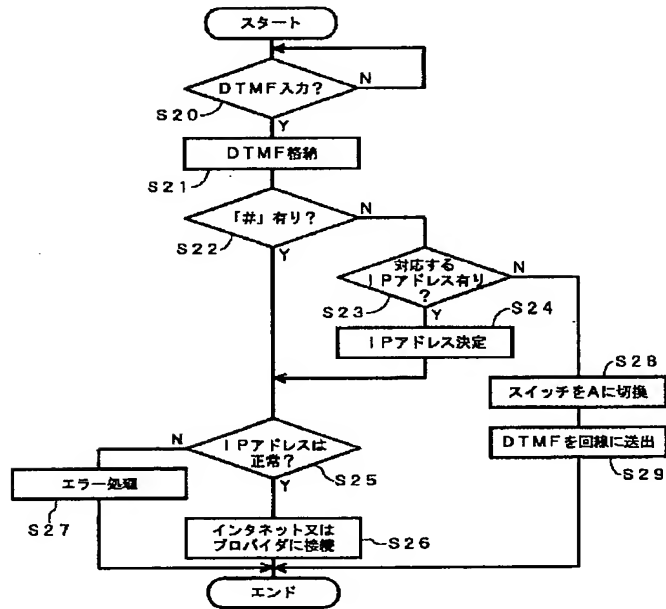 スタート
DTMF入力?
N
S20
Y
DTMF格納
S21
「#」有り?
N
S22
Y
対応する
IPアドレス有り
?
N
S23
Y
S24
IPアドレス決定
S28
スイッチをAに切換
DTMFを回線に送出
S29
N
IPアドレスは
正常?
S25
Y
エラー処理
S27
インタネット又は
プロバイダに接続
S26
エンド